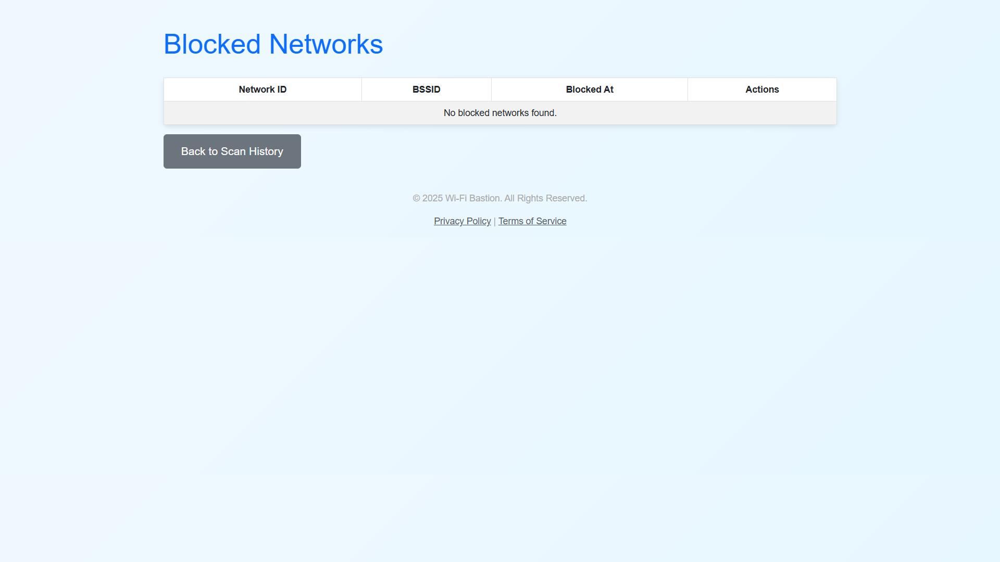 Blocked Networks
Network ID BSSID Blocked At Actions
No blocked networks found.
Back to Scan History
© 2025 Wi-Fi Bastion. All Rights Reserved.
Privacy Policy | Terms of Service